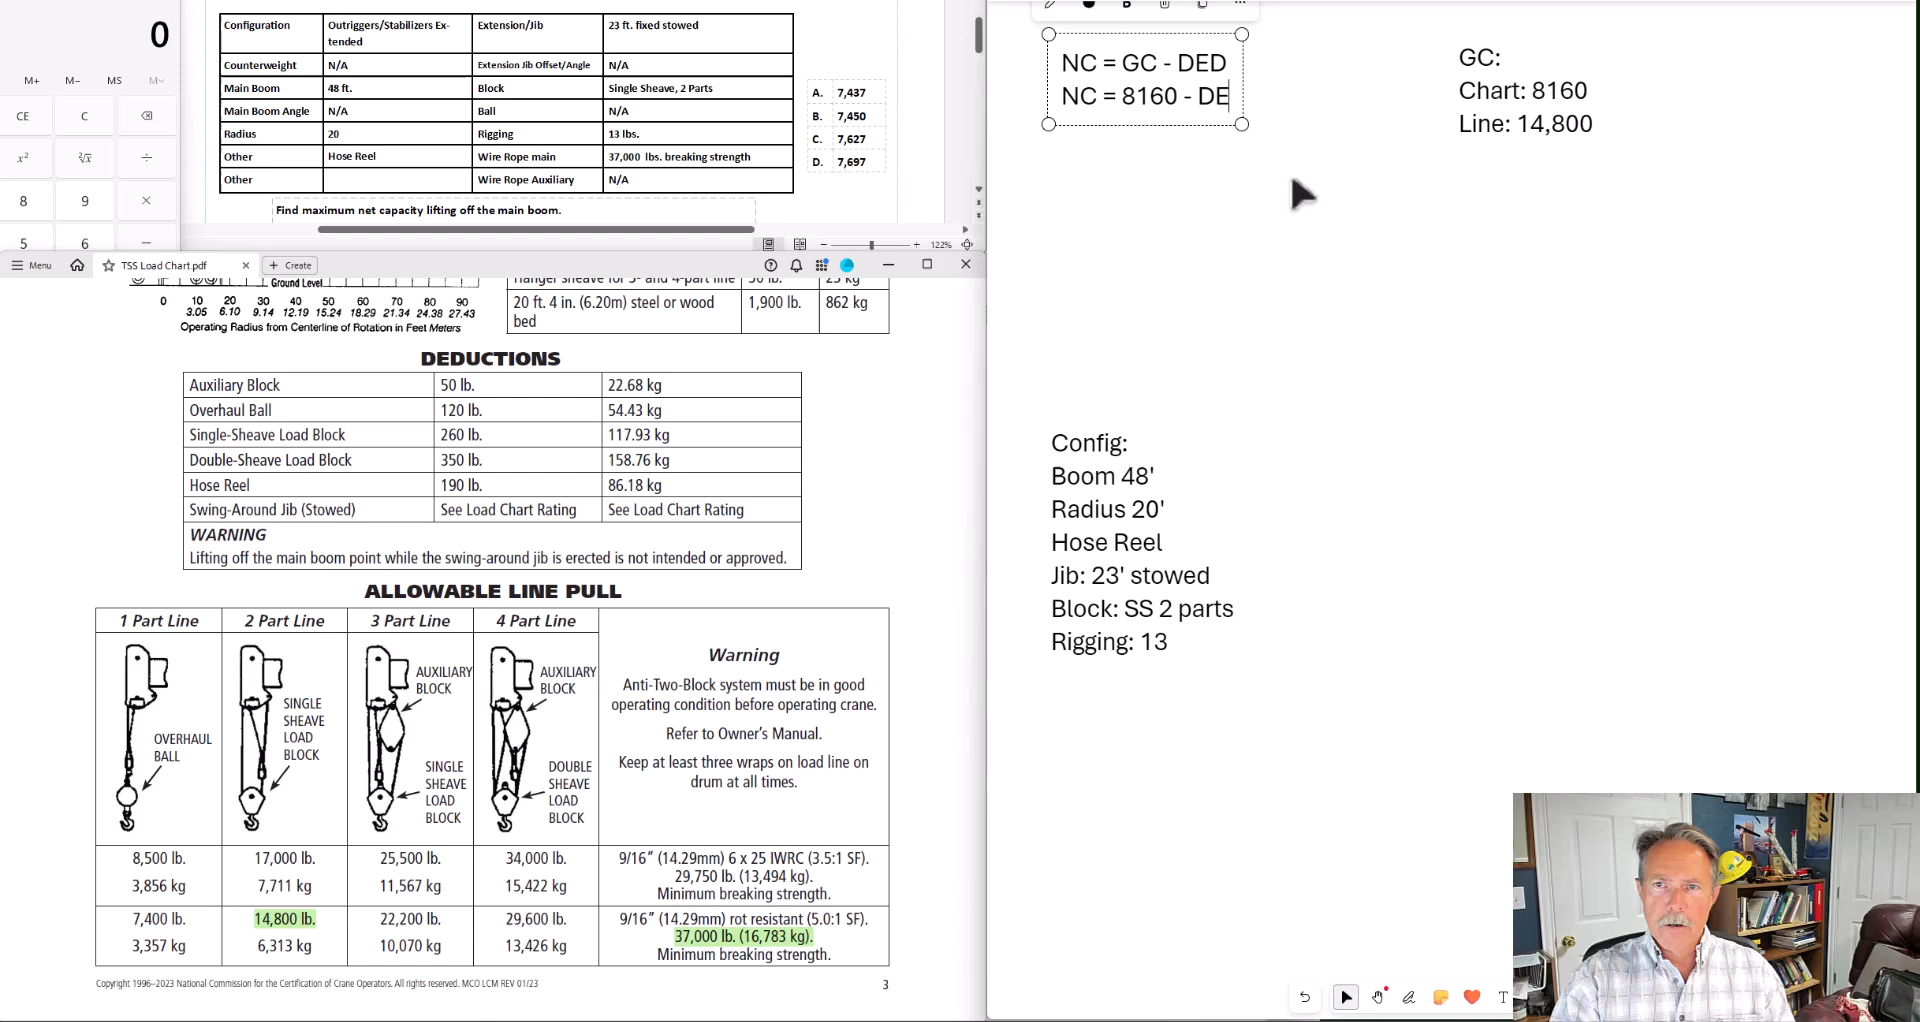 0
M+ M− MS M˅
CE C
x² ²√x ÷
8 9 ×
5 6 −
Configuration Outriggers/Stabilizers Ex-tended Extension/Jib 23 ft. fixed stowed
Counterweight N/A Extension Jib Offset/Angle N/A
Main Boom 48 ft. Block Single Sheave, 2 Parts
Main Boom Angle N/A Ball N/A
Radius 20 Rigging 13 lbs.
Other Hose Reel Wire Rope main 37,000 lbs. breaking strength
Other Wire Rope Auxiliary N/A
A. 7,437
B. 7,450
C. 7,627
D. 7,697
Find maximum net capacity lifting off the main boom.
122%
Menu TSS Load Chart.pdf Create
Ground Level
0 10 20 30 40 50 60 70 80 90
3.05 6.10 9.14 12.19 15.24 18.29 21.34 24.38 27.43
Operating Radius from Centerline of Rotation in Feet Meters
Hanger sheave for 3- and 4-part line 50 lb. 23 kg
20 ft. 4 in. (6.20m) steel or wood bed 1,900 lb. 862 kg
DEDUCTIONS
Auxiliary Block 50 lb. 22.68 kg
Overhaul Ball 120 lb. 54.43 kg
Single-Sheave Load Block 260 lb. 117.93 kg
Double-Sheave Load Block 350 lb. 158.76 kg
Hose Reel 190 lb. 86.18 kg
Swing-Around Jib (Stowed) See Load Chart Rating See Load Chart Rating
WARNING
Lifting off the main boom point while the swing-around jib is erected is not intended or approved.
ALLOWABLE LINE PULL
1 Part Line 2 Part Line 3 Part Line 4 Part Line
OVERHAUL
BALL
SINGLE
SHEAVE
LOAD
BLOCK
AUXILIARY
BLOCK
SINGLE
SHEAVE
LOAD
BLOCK
AUXILIARY
BLOCK
DOUBLE
SHEAVE
LOAD
BLOCK
Warning
Anti-Two-Block system must be in good
operating condition before operating crane.
Refer to Owner's Manual.
Keep at least three wraps on load line on
drum at all times.
8,500 lb. 17,000 lb. 25,500 lb. 34,000 lb. 9/16″ (14.29mm) 6 x 25 IWRC (3.5:1 SF).
29,750 lb. (13,494 kg).
3,856 kg 7,711 kg 11,567 kg 15,422 kg Minimum breaking strength.
7,400 lb. 14,800 lb. 22,200 lb. 29,600 lb. 9/16″ (14.29mm) rot resistant (5.0:1 SF).
37,000 lb. (16,783 kg).
3,357 kg 6,313 kg 10,070 kg 13,426 kg Minimum breaking strength.
Copyright 1996–2023 National Commission for the Certification of Crane Operators. All rights reserved. MCO LCM REV 01/23 3
B
NC = GC - DED
NC = 8160 - DE
GC:
Chart: 8160
Line: 14,800
Config:
Boom 48'
Radius 20'
Hose Reel
Jib: 23' stowed
Block: SS 2 parts
Rigging: 13
T